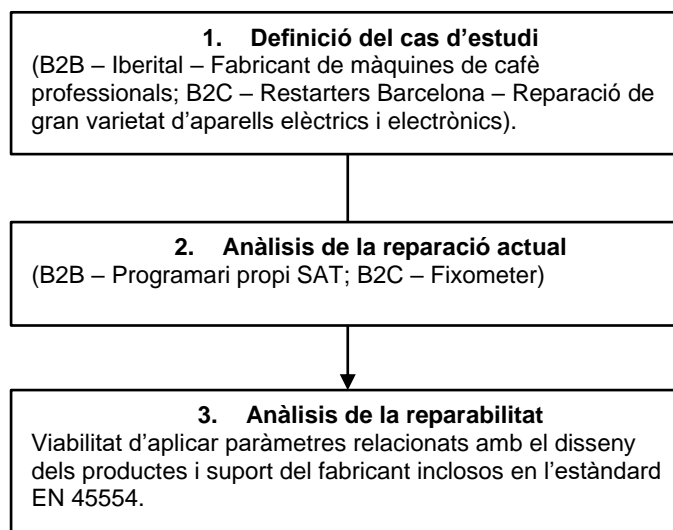 1. Definició del cas d'estudi
(B2B – Iberital – Fabricant de màquines de cafè
professionals; B2C – Restarters Barcelona – Reparació de
gran varietat d'aparells elèctrics i electrònics).
2. Anàlisis de la reparació actual
(B2B – Programari propi SAT; B2C – Fixometer)
3. Anàlisis de la reparabilitat
Viabilitat d'aplicar paràmetres relacionats amb el disseny
dels productes i suport del fabricant inclosos en l'estàndard
EN 45554.